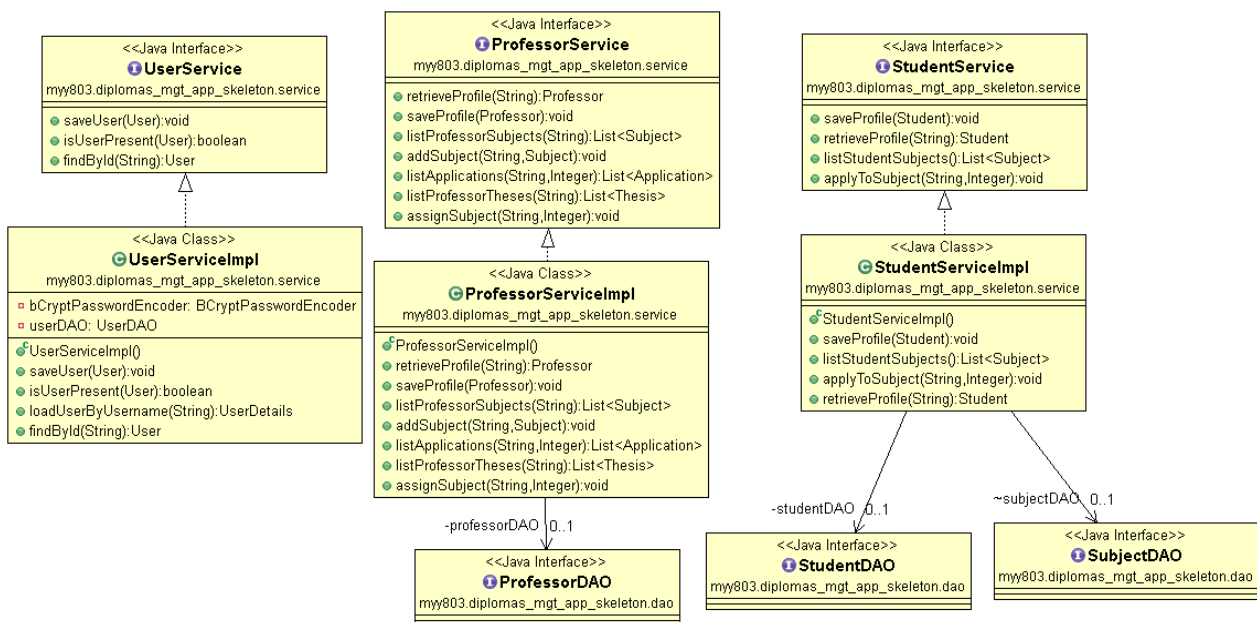 <<Java Interface>>
UserService
myy803.diplomas_mgt_app_skeleton.service
saveUser(User):void
isUserPresent(User):boolean
findById(String):User
<<Java Class>>
UserServiceImpl
myy803.diplomas_mgt_app_skeleton.service
bCryptPasswordEncoder: BCryptPasswordEncoder
userDAO: UserDAO
UserServiceImpl()
saveUser(User):void
isUserPresent(User):boolean
loadUserByUsername(String):UserDetails
findById(String):User
<<Java Interface>>
ProfessorService
myy803.diplomas_mgt_app_skeleton.service
retrieveProfile(String):Professor
saveProfile(Professor):void
listProfessorSubjects(String):List<Subject>
addSubject(String,Subject):void
listApplications(String,Integer):List<Application>
listProfessorTheses(String):List<Thesis>
assignSubject(String,Integer):void
<<Java Class>>
ProfessorServiceImpl
myy803.diplomas_mgt_app_skeleton.service
ProfessorServiceImpl()
retrieveProfile(String):Professor
saveProfile(Professor):void
listProfessorSubjects(String):List<Subject>
addSubject(String,Subject):void
listApplications(String,Integer):List<Application>
listProfessorTheses(String):List<Thesis>
assignSubject(String,Integer):void
-professorDAO 0..1
<<Java Interface>>
ProfessorDAO
myy803.diplomas_mgt_app_skeleton.dao
<<Java Interface>>
StudentService
myy803.diplomas_mgt_app_skeleton.service
saveProfile(Student):void
retrieveProfile(String):Student
listStudentSubjects():List<Subject>
applyToSubject(String,Integer):void
<<Java Class>>
StudentServiceImpl
myy803.diplomas_mgt_app_skeleton.service
StudentServiceImpl()
saveProfile(Student):void
listStudentSubjects():List<Subject>
applyToSubject(String,Integer):void
retrieveProfile(String):Student
-studentDAO 0..1
~subjectDAO 0..1
<<Java Interface>>
StudentDAO
myy803.diplomas_mgt_app_skeleton.dao
<<Java Interface>>
SubjectDAO
myy803.diplomas_mgt_app_skeleton.dao